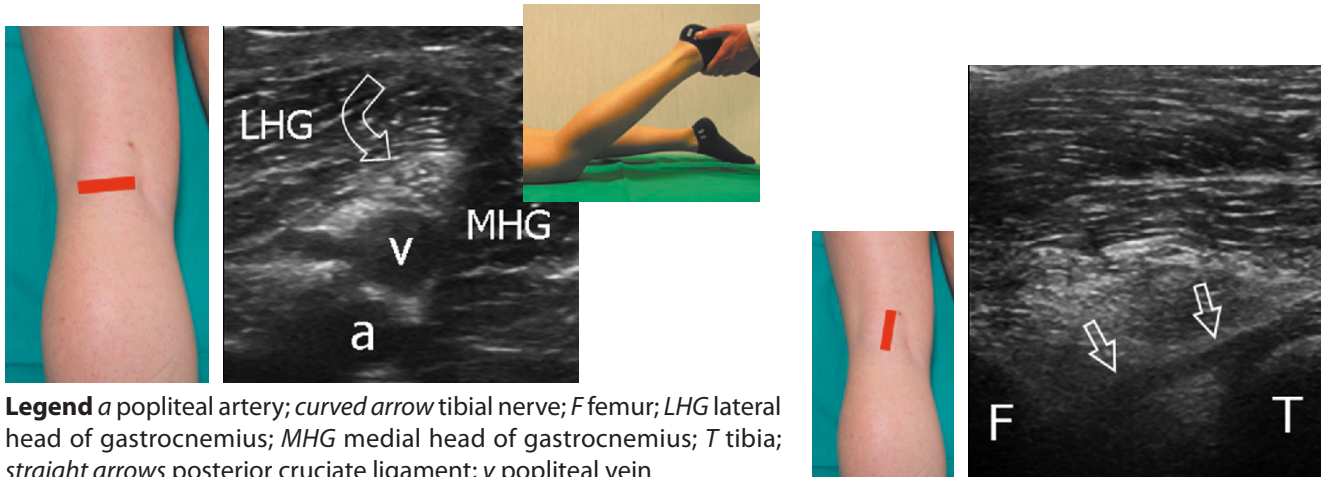 LHG
MHG
v
a
F
T
Legend a popliteal artery; curved arrow tibial nerve; F femur; LHG lateral
head of gastrocnemius; MHG medial head of gastrocnemius; T tibia;
straight arrows posterior cruciate ligament; v popliteal vein